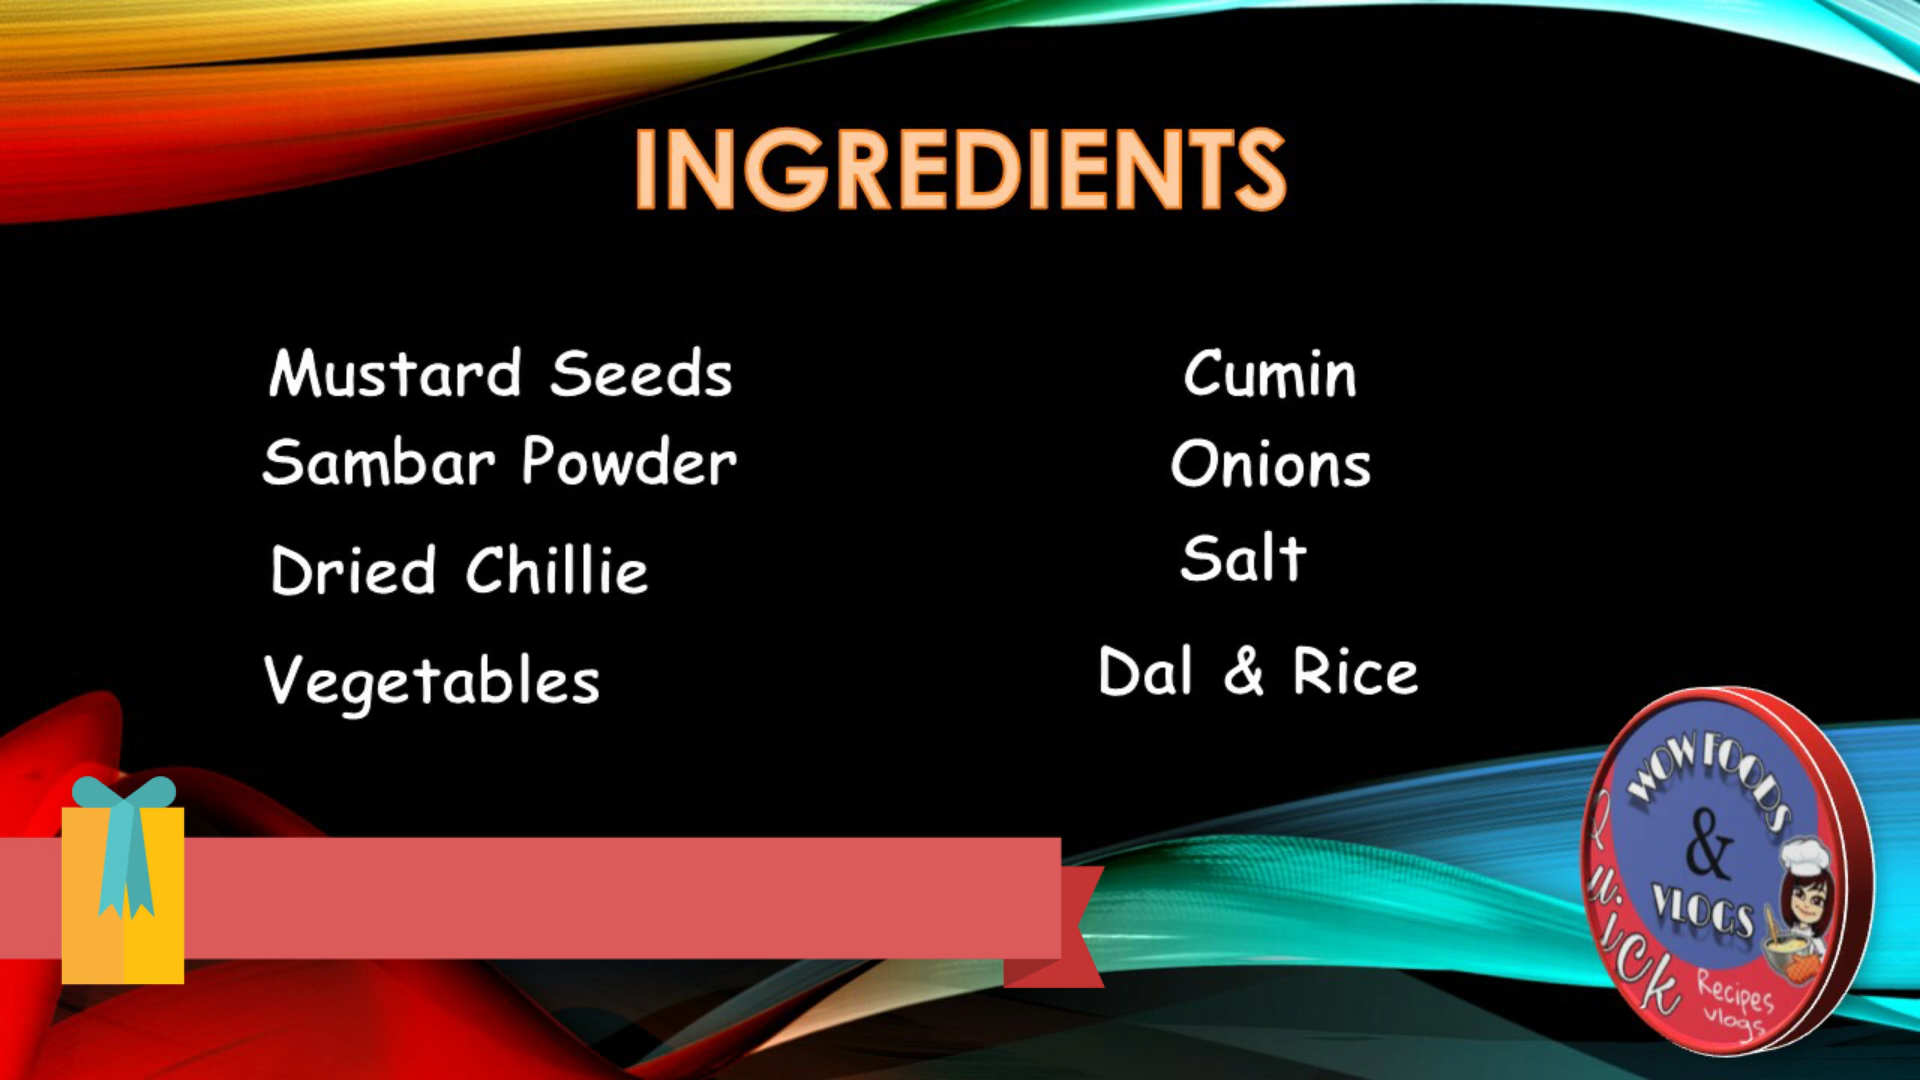 INGREDIENTS
Mustard Seeds
Sambar Powder
Dried Chillie
Vegetables
Cumin
Onions
Salt
Dal & Rice
WOW FOODS
&
VLOGS
Quick
Recipes
vlogs